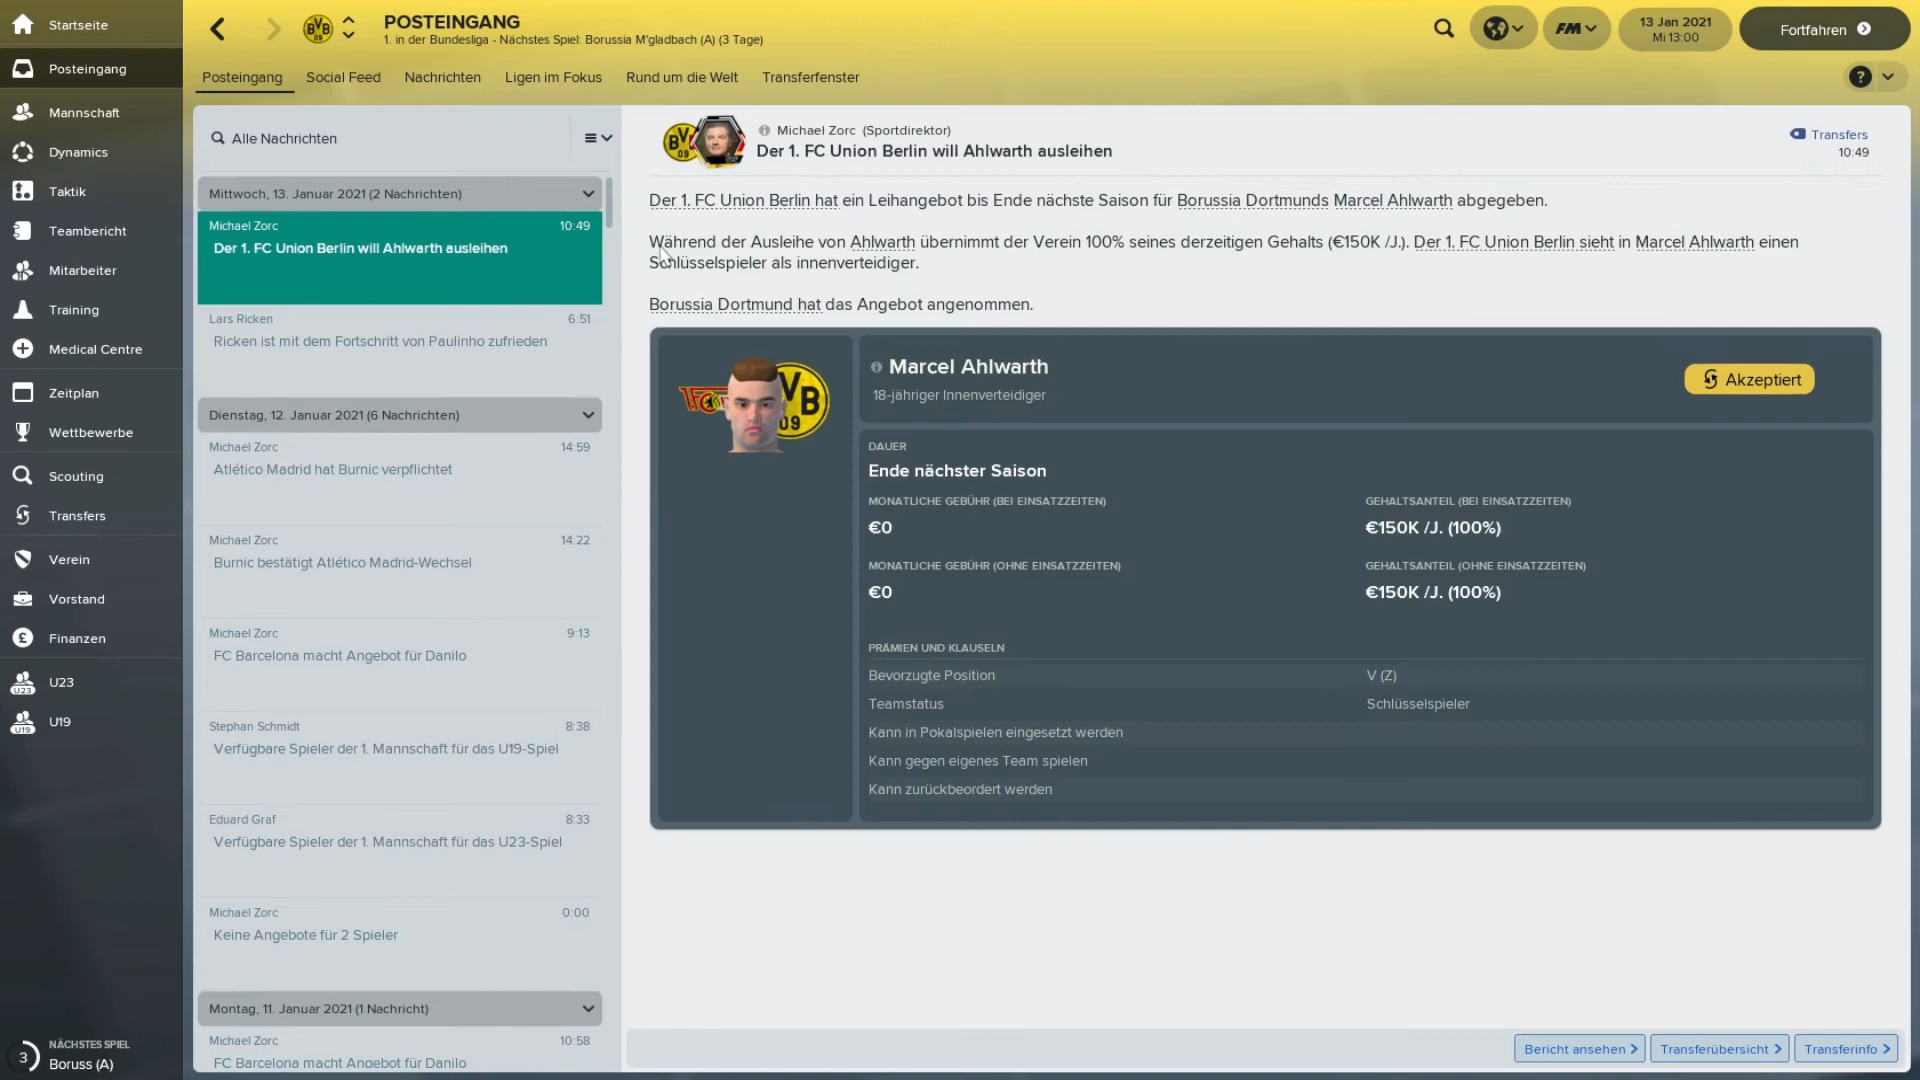 Startseite
Posteingang
Mannschaft
Dynamics
Taktik
Teambericht
Mitarbeiter
Training
Medical Centre
Zeitplan
Wettbewerbe
Scouting
Transfers
Verein
Vorstand
Finanzen
U23
U23
U19
U19
3
NÄCHSTES SPIEL
Boruss (A)
BVB 09
POSTEINGANG
1. in der Bundesliga - Nächstes Spiel: Borussia M'gladbach (A) (3 Tage)
FM
13 Jan 2021
Mi 13:00
Fortfahren
Posteingang
Social Feed
Nachrichten
Ligen im Fokus
Rund um die Welt
Transferfenster
?
Alle Nachrichten
Mittwoch, 13. Januar 2021 (2 Nachrichten)
Michael Zorc 10:49
Der 1. FC Union Berlin will Ahlwarth ausleihen
Lars Ricken 6:51
Ricken ist mit dem Fortschritt von Paulinho zufrieden
Dienstag, 12. Januar 2021 (6 Nachrichten)
Michael Zorc 14:59
Atlético Madrid hat Burnic verpflichtet
Michael Zorc 14:22
Burnic bestätigt Atlético Madrid-Wechsel
Michael Zorc 9:13
FC Barcelona macht Angebot für Danilo
Stephan Schmidt 8:38
Verfügbare Spieler der 1. Mannschaft für das U19-Spiel
Eduard Graf 8:33
Verfügbare Spieler der 1. Mannschaft für das U23-Spiel
Michael Zorc 0:00
Keine Angebote für 2 Spieler
Montag, 11. Januar 2021 (1 Nachricht)
Michael Zorc 10:58
FC Barcelona macht Angebot für Danilo
Michael Zorc (Sportdirektor)
Der 1. FC Union Berlin will Ahlwarth ausleihen
Transfers
10:49
Der 1. FC Union Berlin hat ein Leihangebot bis Ende nächste Saison für Borussia Dortmunds Marcel Ahlwarth abgegeben.
Während der Ausleihe von Ahlwarth übernimmt der Verein 100% seines derzeitigen Gehalts (€150K /J.). Der 1. FC Union Berlin sieht in Marcel Ahlwarth einen
Schlüsselspieler als innenverteidiger.
Borussia Dortmund hat das Angebot angenommen.
Marcel Ahlwarth
18-jähriger Innenverteidiger
Akzeptiert
DAUER
Ende nächster Saison
MONATLICHE GEBÜHR (BEI EINSATZZEITEN) GEHALTSANTEIL (BEI EINSATZZEITEN)
€0 €150K /J. (100%)
MONATLICHE GEBÜHR (OHNE EINSATZZEITEN) GEHALTSANTEIL (OHNE EINSATZZEITEN)
€0 €150K /J. (100%)
PRÄMIEN UND KLAUSELN
Bevorzugte Position V (Z)
Teamstatus Schlüsselspieler
Kann in Pokalspielen eingesetzt werden
Kann gegen eigenes Team spielen
Kann zurückbeordert werden
Bericht ansehen
Transferübersicht
Transferinfo